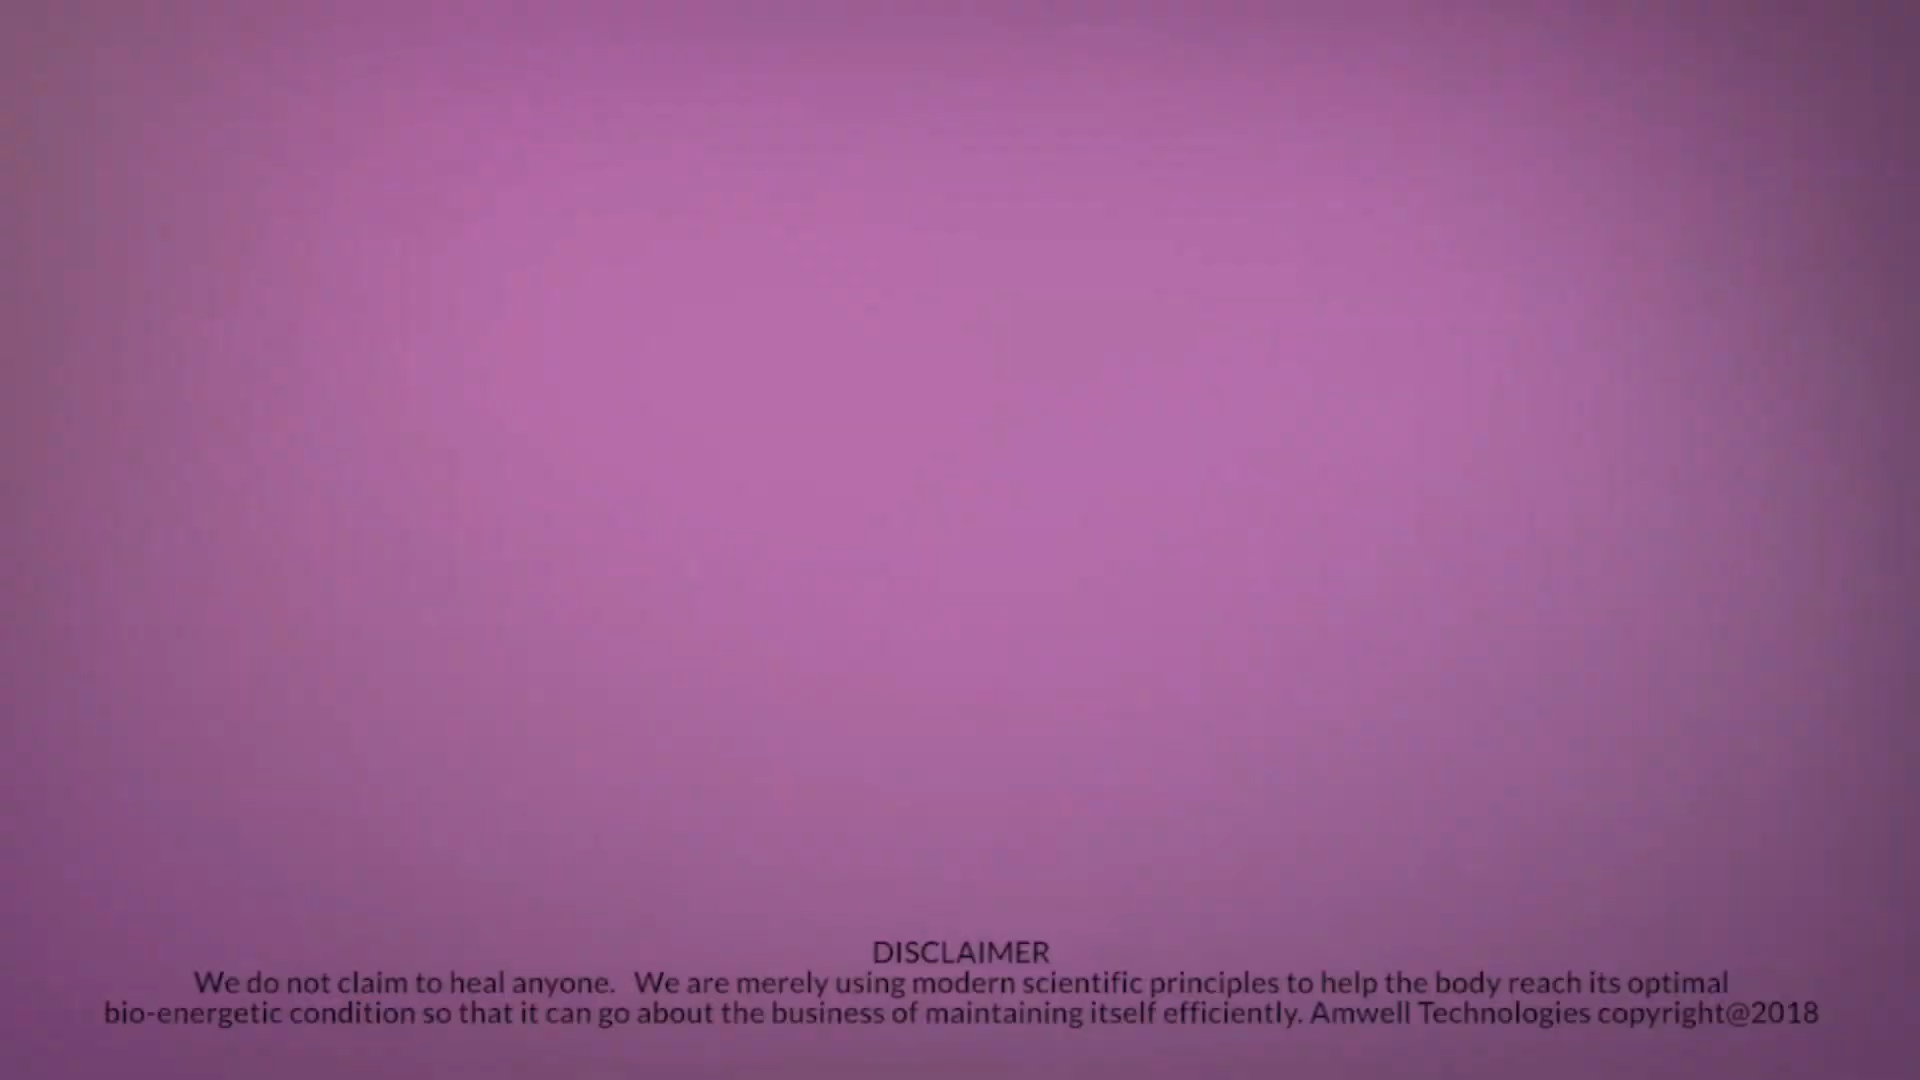 DISCLAIMER
We do not claim to heal anyone. We are merely using modern scientific principles to help the body reach its optimal
bio-energetic condition so that it can go about the business of maintaining itself efficiently. Amwell Technologies copyright@2018